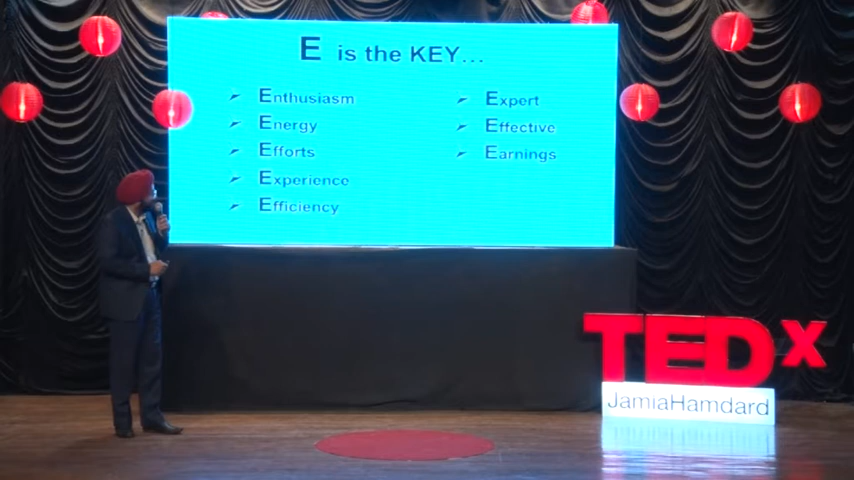 E is the KEY...
Enthusiasm
Energy
Efforts
Experience
Efficiency
Expert
Effective
Earnings
TEDx
JamiaHamdard